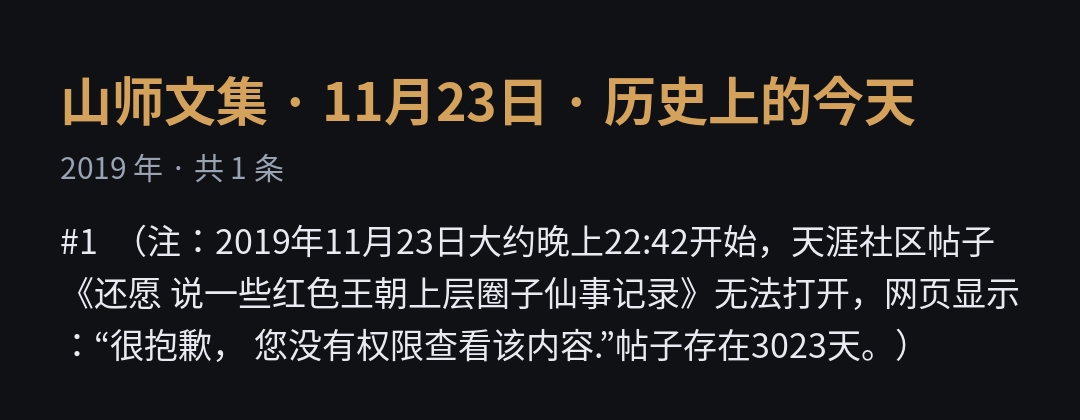 山师文集 · 11月23日 · 历史上的今天
2019 年 · 共 1 条
#1 （注：2019年11月23日大约晚上22:42开始，天涯社区帖子
《还愿 说一些红色王朝上层圈子仙事记录》无法打开，网页显示
：“很抱歉， 您没有权限查看该内容.”帖子存在3023天。）